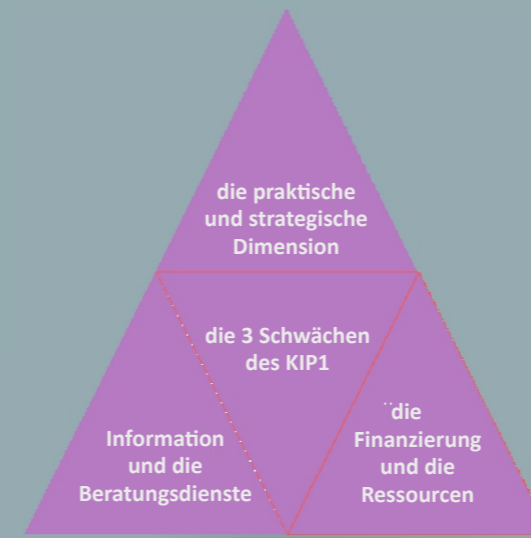 die praktische
und strategische
Dimension
die 3 Schwächen
des KIP1
Information
und die
Beratungsdienste
¨die
Finanzierung
und die
Ressourcen